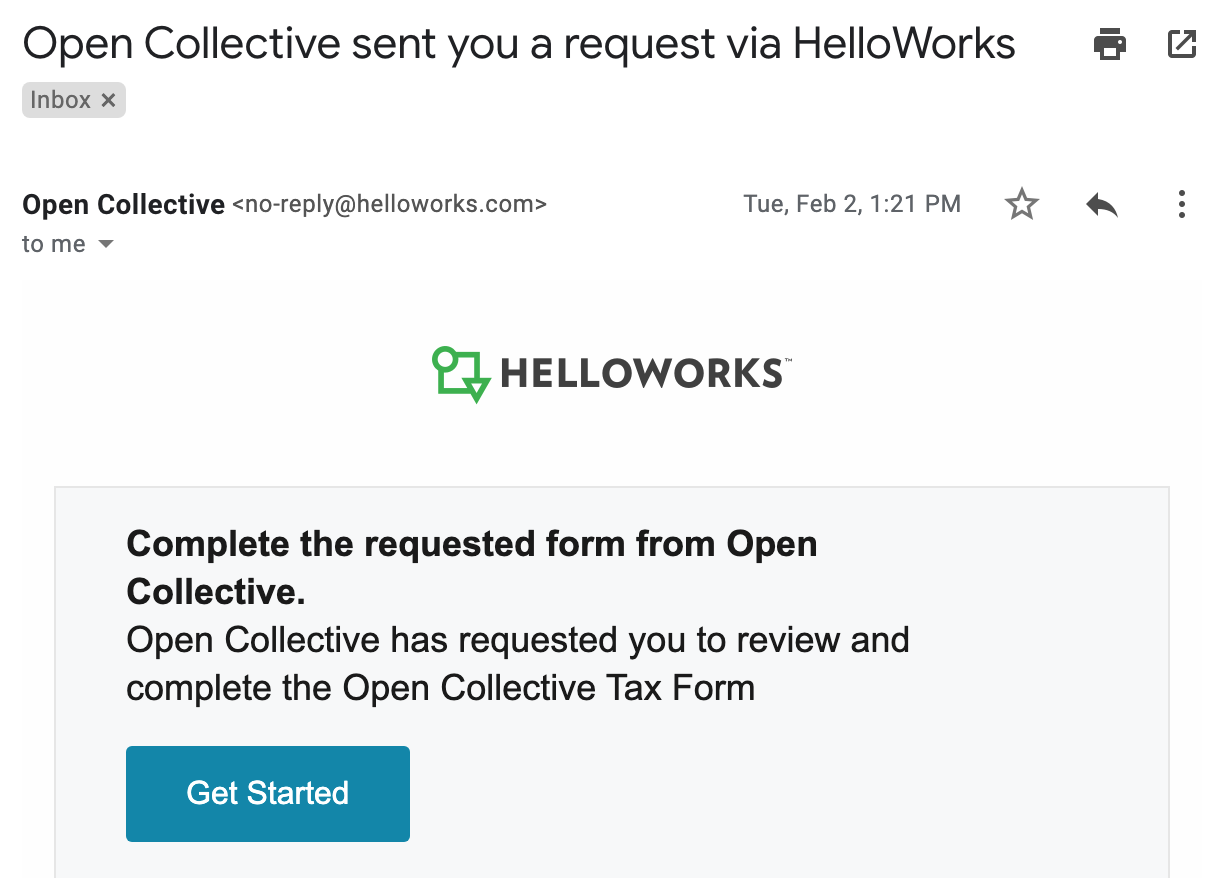 Open Collective sent you a request via HelloWorks
Inbox ×
Open Collective <no-reply@helloworks.com> Tue, Feb 2, 1:21 PM
to me
HELLOWORKS™
Complete the requested form from Open
Collective.
Open Collective has requested you to review and
complete the Open Collective Tax Form
Get Started